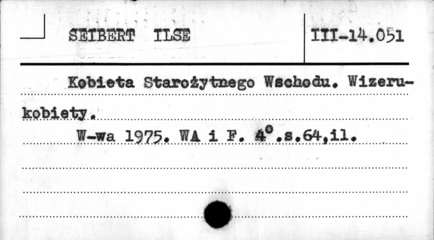 SEIBERT ILSE III-14.051
Kobieta Starożytnego Wschodu. Wizeru-
kobiety.
W-wa 1975. WA i F. 4°.s.64,il.